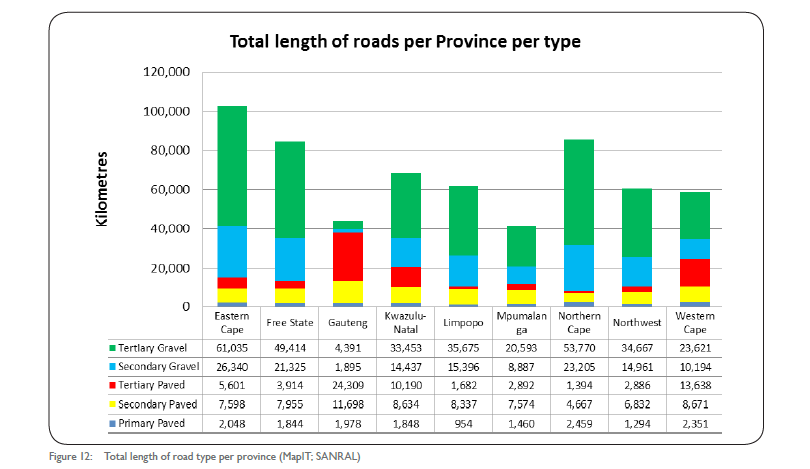 Total length of roads per Province per type
Kilometres
120,000
100,000
80,000
60,000
40,000
20,000
0
Eastern Cape Free State Gauteng Kwazulu-Natal Limpopo Mpumalanga Northern Cape Northwest Western Cape
Tertlary Gravel 61,035 49,414 4,391 33,453 35,675 20,593 53,770 34,667 23,621
Secondary Gravel 26,340 21,325 1,895 14,437 15,396 8,887 23,205 14,961 10,194
Tertiary Paved 5,601 3,914 24,309 10,190 1,682 2,892 1,394 2,886 13,638
Secondary Paved 7,598 7,955 11,698 8,634 8,337 7,574 4,667 6,832 8,671
Primary Paved 2,048 1,844 1,978 1,848 954 1,460 2,459 1,294 2,351
Figure 12: Total length of road type per province (MapIT; SANRAL)